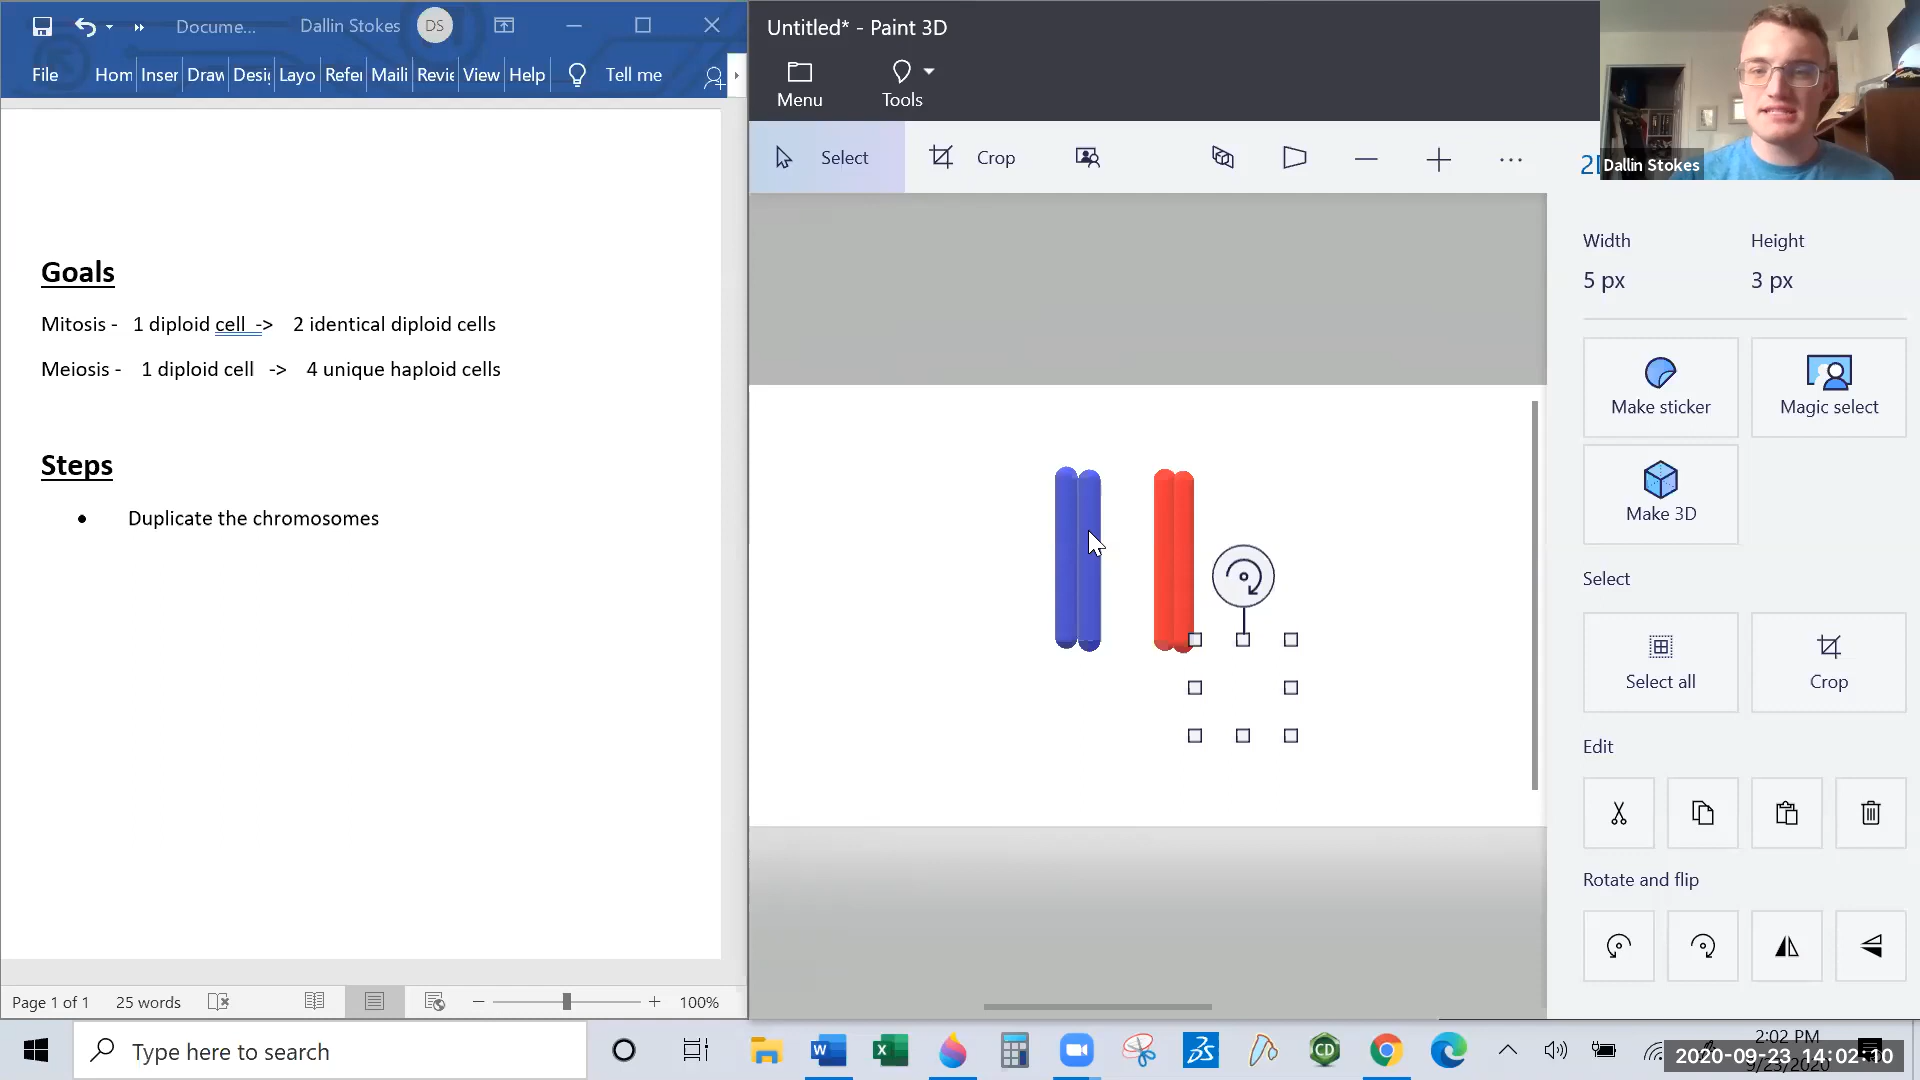 Docume...
Dallin Stokes
DS
File
Hom
Inser
Draw
Desi
Layo
Refer
Maili
Revie
View
Help
Tell me
Untitled* - Paint 3D
Menu
Tools
Select
Crop
Dallin Stokes
Width
Height
5 px
3 px
Make sticker
Magic select
Make 3D
Select
Select all
Crop
Edit
Rotate and flip
Goals
Mitosis - 1 diploid cell -> 2 identical diploid cells
Meiosis - 1 diploid cell -> 4 unique haploid cells
Steps
• Duplicate the chromosomes
Page 1 of 1
25 words
100%
Type here to search
2:02 PM
2020-09-23 14:02:10